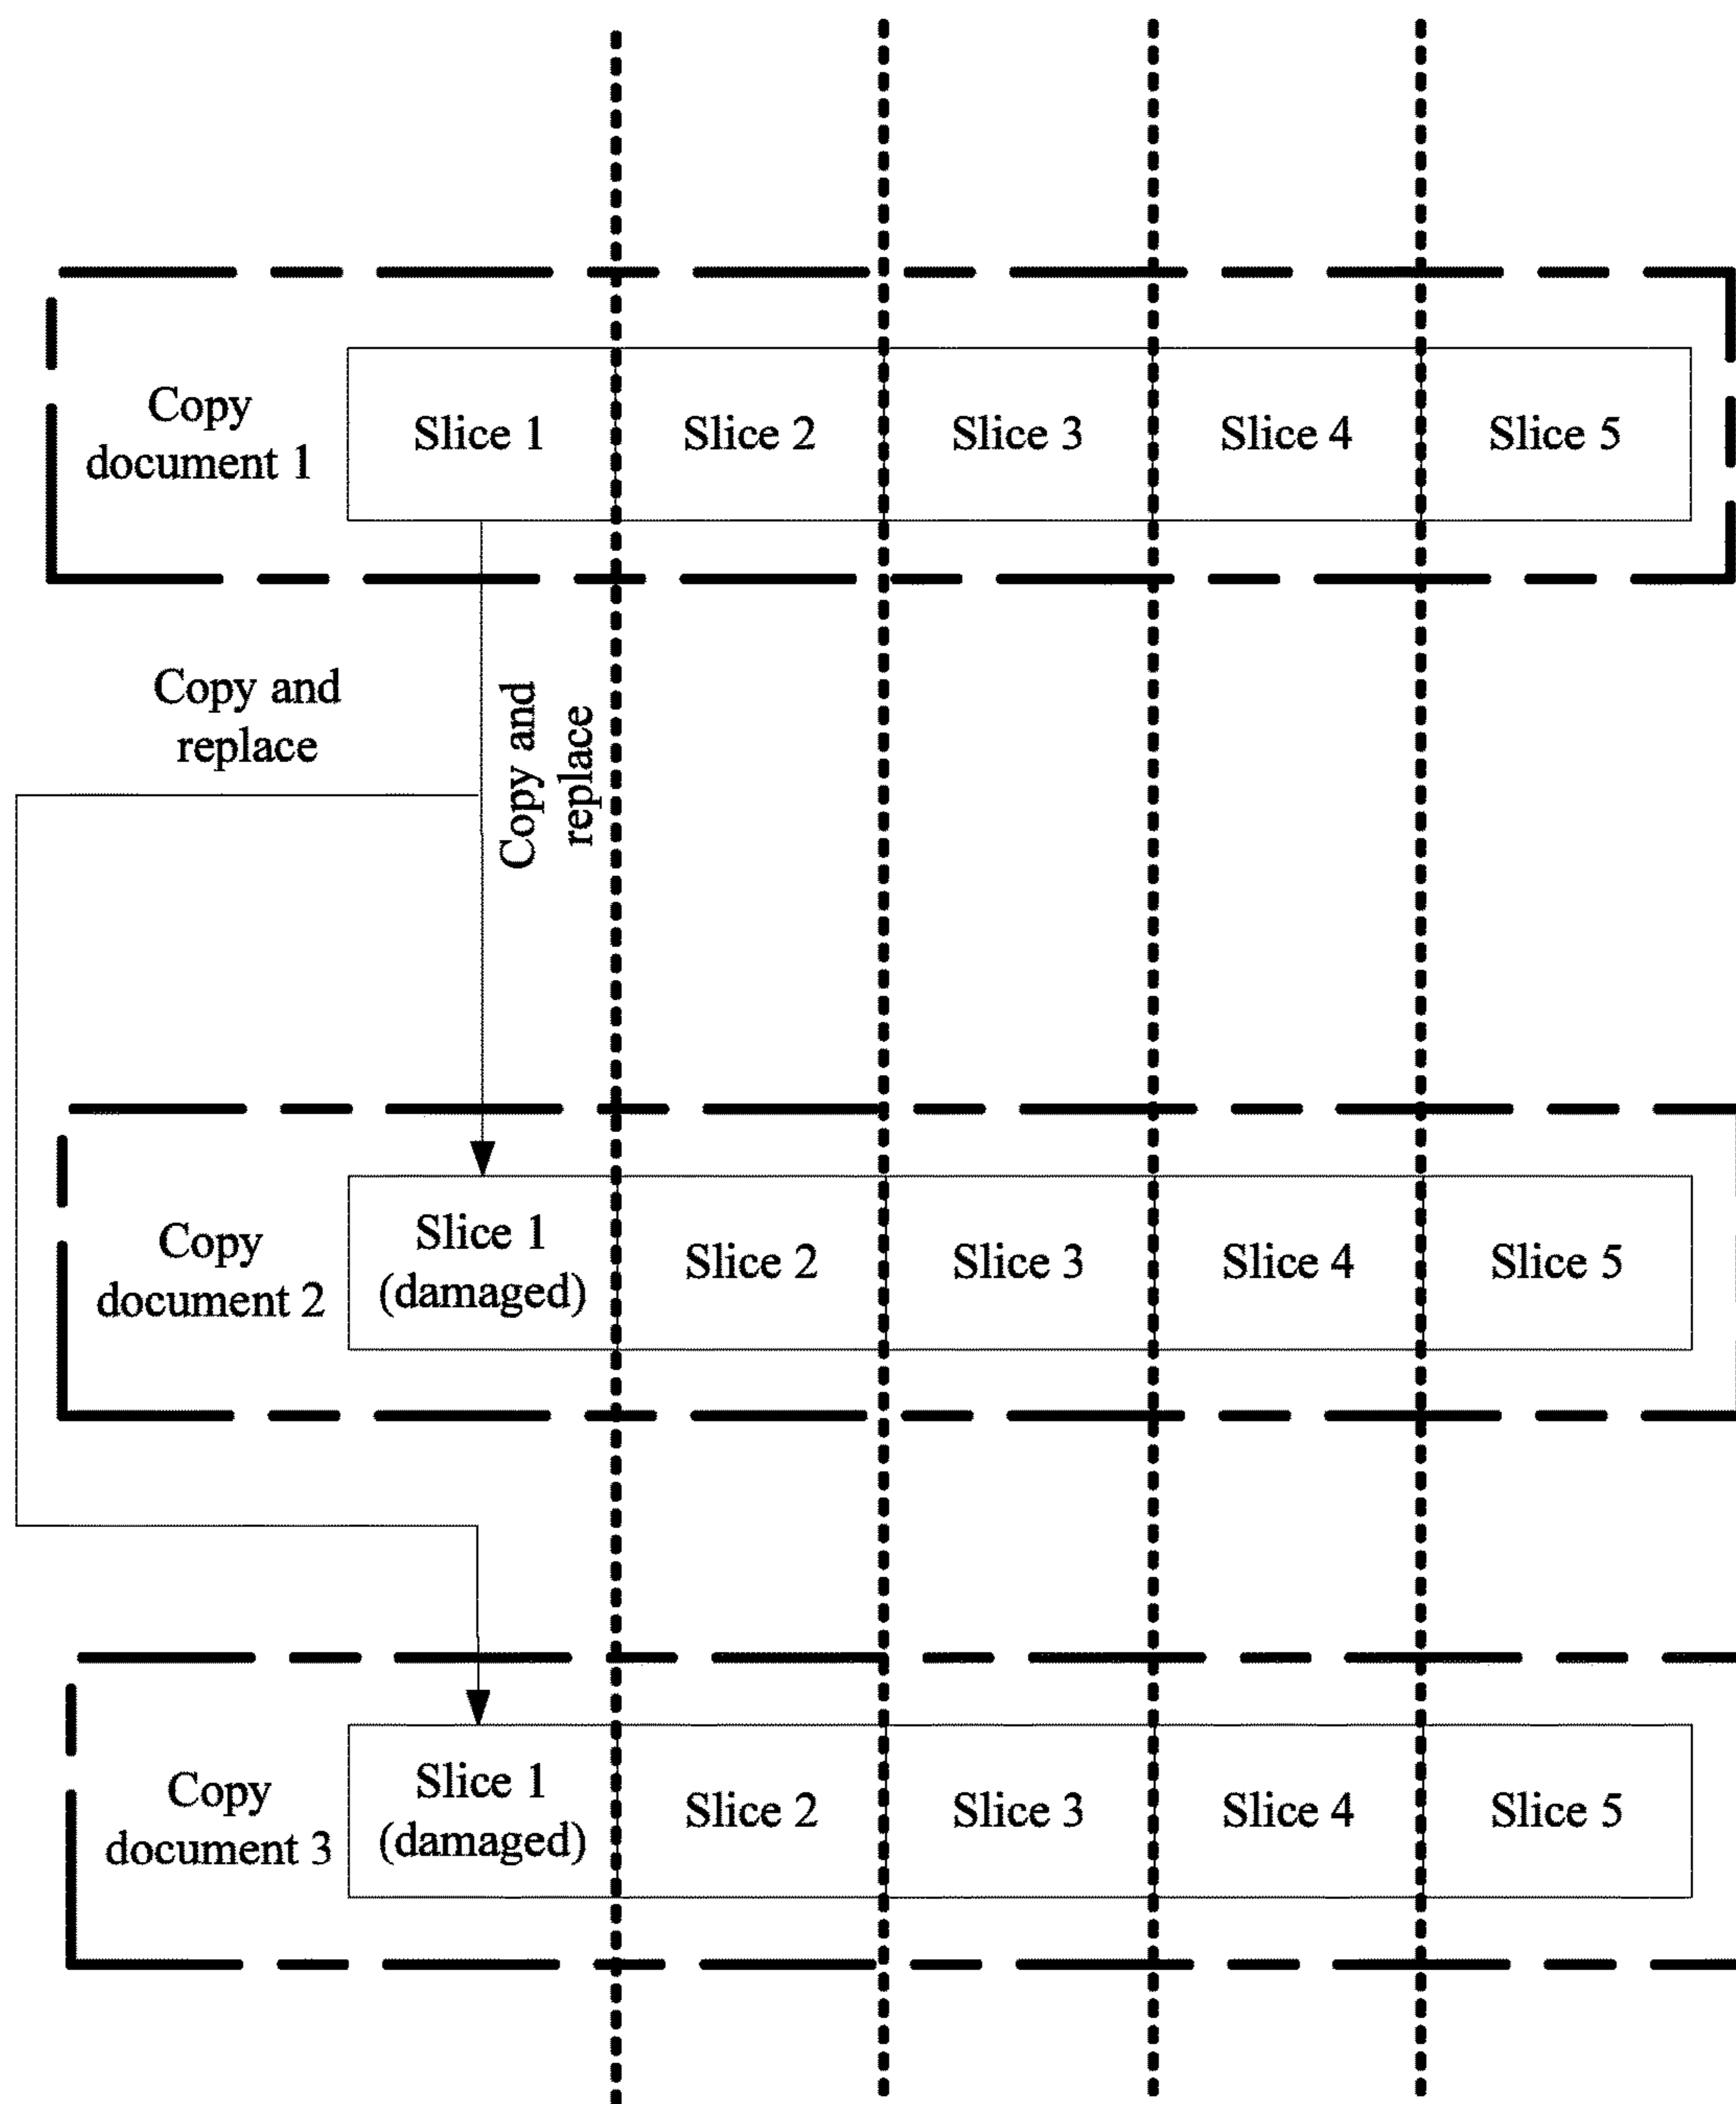 Copy
document 1
Slice 1
Slice 2
Slice 3
Slice 4
Slice 5
Copy and
replace
Copy and
replace
Copy
document 2
Slice 1
(damaged)
Slice 2
Slice 3
Slice 4
Slice 5
Copy
document 3
Slice 1
(damaged)
Slice 2
Slice 3
Slice 4
Slice 5